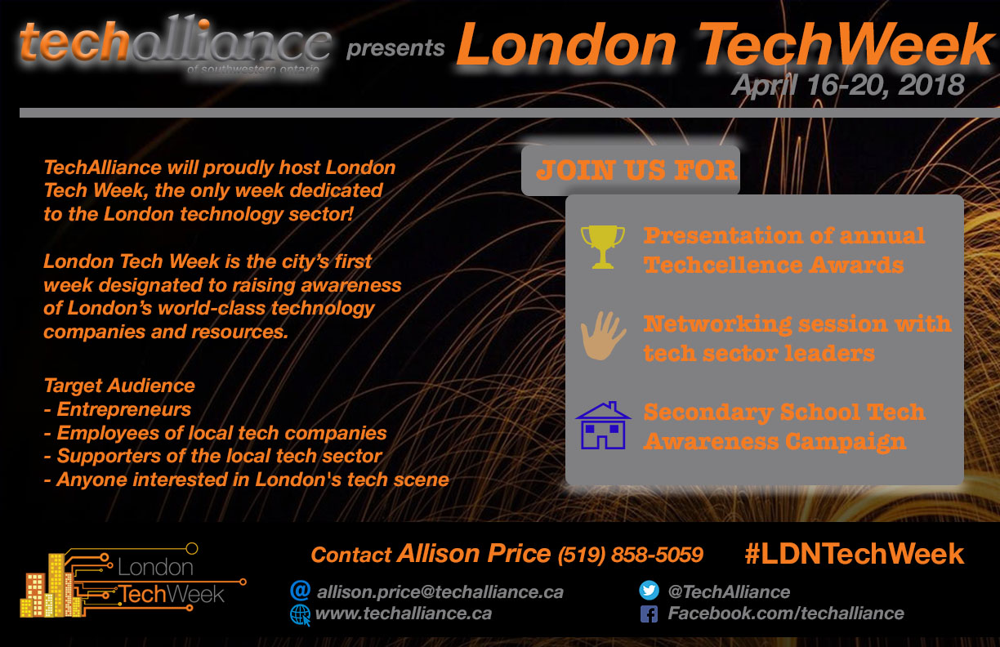 techalliance presents London TechWeek
of southwestern ontario
April 16-20, 2018
TechAlliance will proudly host London
Tech Week, the only week dedicated
to the London technology sector!
London Tech Week is the city's first
week designated to raising awareness
of London's world-class technology
companies and resources.
Target Audience
- Entrepreneurs
- Employees of local tech companies
- Supporters of the local tech sector
- Anyone interested in London's tech scene
JOIN US FOR
Presentation of annual
Techcellence Awards
Networking session with
tech sector leaders
Secondary School Tech
Awareness Campaign
London
TechWeek
Contact Allison Price (519) 858-5059
#LDNTechWeek
@ allison.price@techalliance.ca
www.techalliance.ca
@TechAlliance
Facebook.com/techalliance